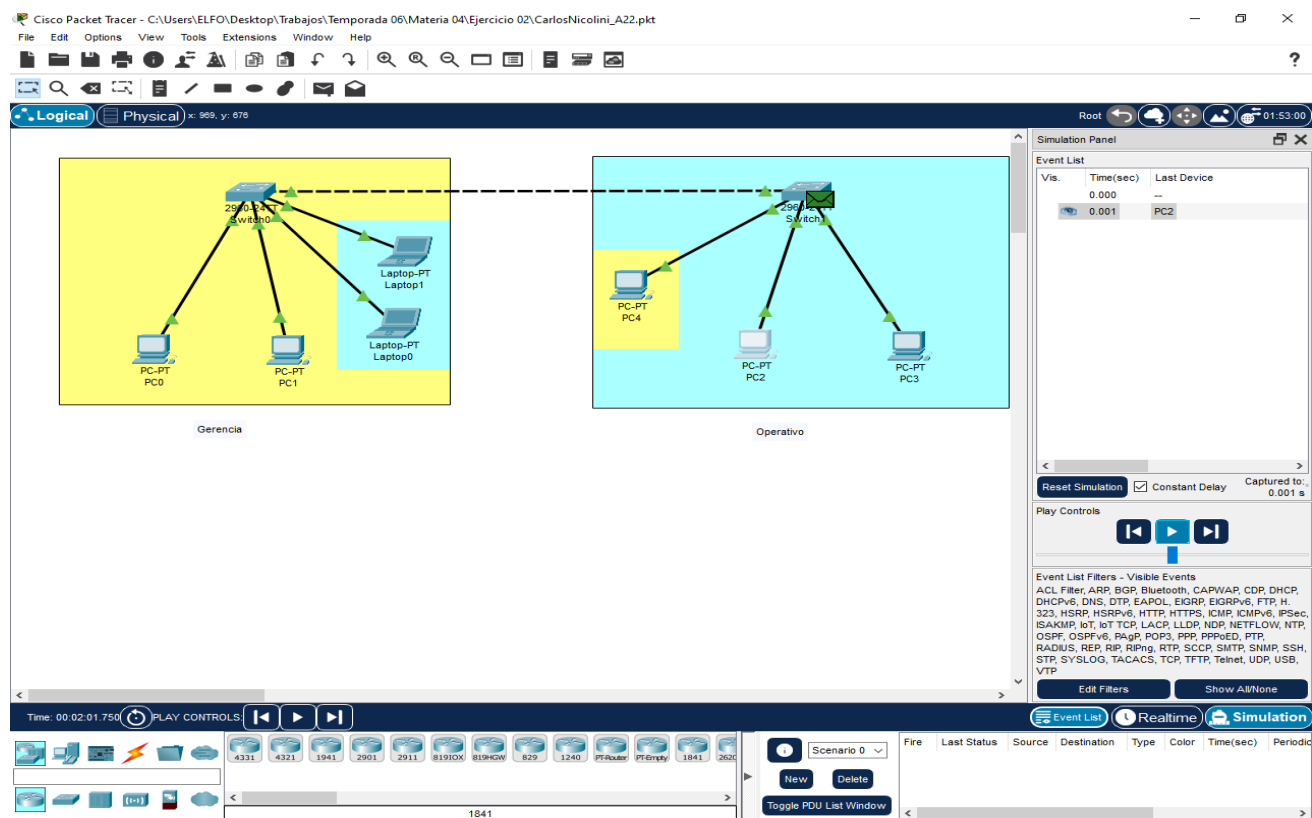 Cisco Packet Tracer - C:\Users\ELFO\Desktop\Trabajos\Temporada 06\Materia 04\Ejercicio 02\CarlosNicolini_A22.pkt
File Edit Options View Tools Extensions Window Help
?
Logical Physical x: 969, y: 676 Root 01:53:00
Simulation Panel
Event List
Vis. Time(sec) Last Device
0.000 --
0.001 PC2
2960-24TT
Switch0
Laptop-PT
Laptop1
Laptop-PT
Laptop0
PC-PT
PC0
PC-PT
PC1
Gerencia
Switch1
PC-PT
PC4
PC-PT
PC2
PC-PT
PC3
Operativo
Reset Simulation Constant Delay Captured to:
0.001 s
Play Controls
Event List Filters - Visible Events
ACL Filter, ARP, BGP, Bluetooth, CAPWAP, CDP, DHCP,
DHCPv6, DNS, DTP, EAPOL, EIGRP, EIGRPv6, FTP, H.
323, HSRP, HSRPv6, HTTP, HTTPS, ICMP, ICMPv6, IPSec,
ISAKMP, IoT, IoT TCP, LACP, LLDP, NDP, NETFLOW, NTP,
OSPF, OSPFv6, PAgP, POP3, PPP, PPPoED, PTP,
RADIUS, REP, RIP, RIPng, RTP, SCCP, SMTP, SNMP, SSH,
STP, SYSLOG, TACACS, TCP, TFTP, Telnet, UDP, USB,
VTP
Edit Filters Show All/None
Time: 00:02:01.750 PLAY CONTROLS: Event List Realtime Simulation
4331 4321 1941 2901 2911 819IOX 819HGW 829 1240 PT-Router PT-Empty 1841 2620
1841
Scenario 0
New Delete
Toggle PDU List Window
Fire Last Status Source Destination Type Color Time(sec) Periodic